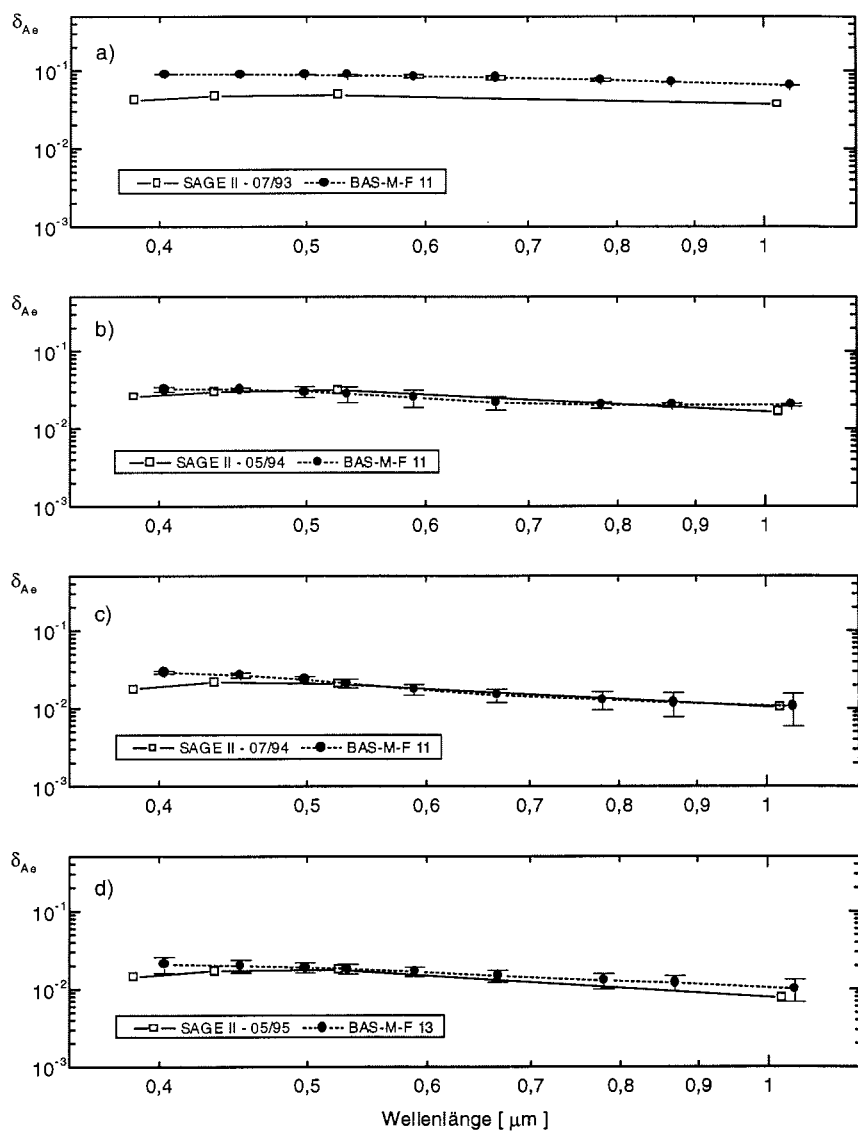 δAe
a)
10-1
10-2
10-3
SAGE II - 07/93 BAS-M-F 11
0,4 0,5 0,6 0,7 0,8 0,9 1
δAe
b)
10-1
10-2
10-3
SAGE II - 05/94 BAS-M-F 11
0,4 0,5 0,6 0,7 0,8 0,9 1
δAe
c)
10-1
10-2
10-3
SAGE II - 07/94 BAS-M-F 11
0,4 0,5 0,6 0,7 0,8 0,9 1
δAe
d)
10-1
10-2
10-3
SAGE II - 05/95 BAS-M-F 13
0,4 0,5 0,6 0,7 0,8 0,9 1
Wellenlänge [ µm ]